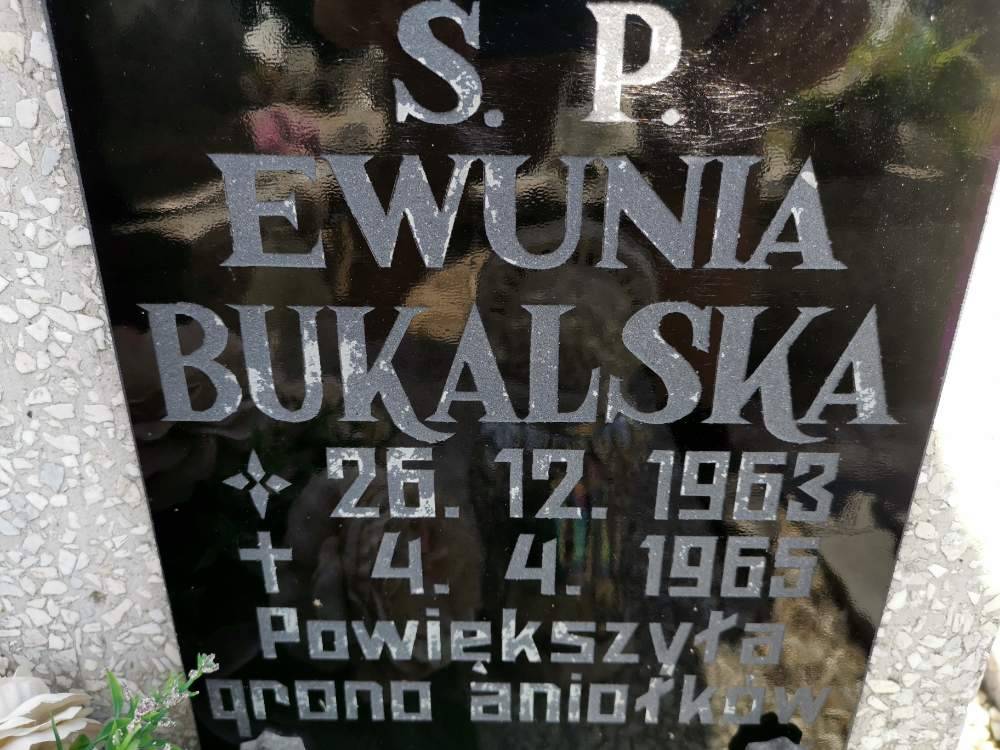 S. P.
EWUNIA
BUKALSKA
26. 12. 1963
4. 4. 1965
Powiększyła
grono aniołków